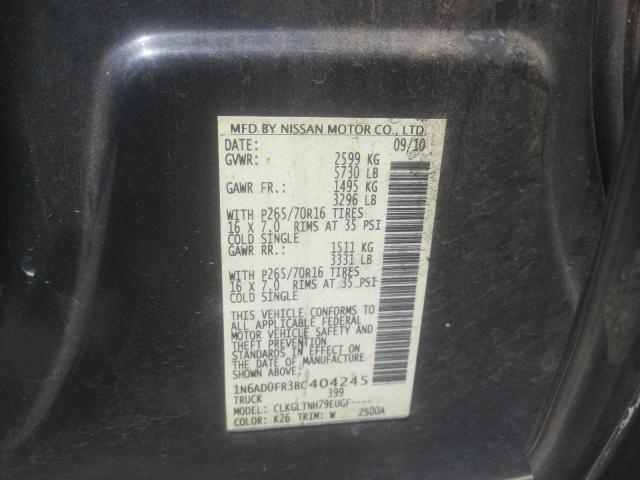 MFD BY NISSAN MOTOR CO., LTD.
DATE: 09/10
GVWR: 2599 KG
5730 LB
GAWR FR.: 1495 KG
3296 LB
WITH P265/70R16 TIRES
16 X 7.0 RIMS AT 35 PSI
COLD SINGLE
GAWR RR.: 1511 KG
3331 LB
WITH P265/70R16 TIRES
16 X 7.0 RIMS AT 35 PSI
COLD SINGLE
THIS VEHICLE CONFORMS TO
ALL APPLICABLE FEDERAL
MOTOR VEHICLE SAFETY AND
THEFT PREVENTION
STANDARDS IN EFFECT ON
THE DATE OF MANUFACTURE
1N6AD0FR3BC404245
TRUCK 399
MODEL: CLKGLTNH79EUGF----
COLOR: K26 TRIM: W ZS00A